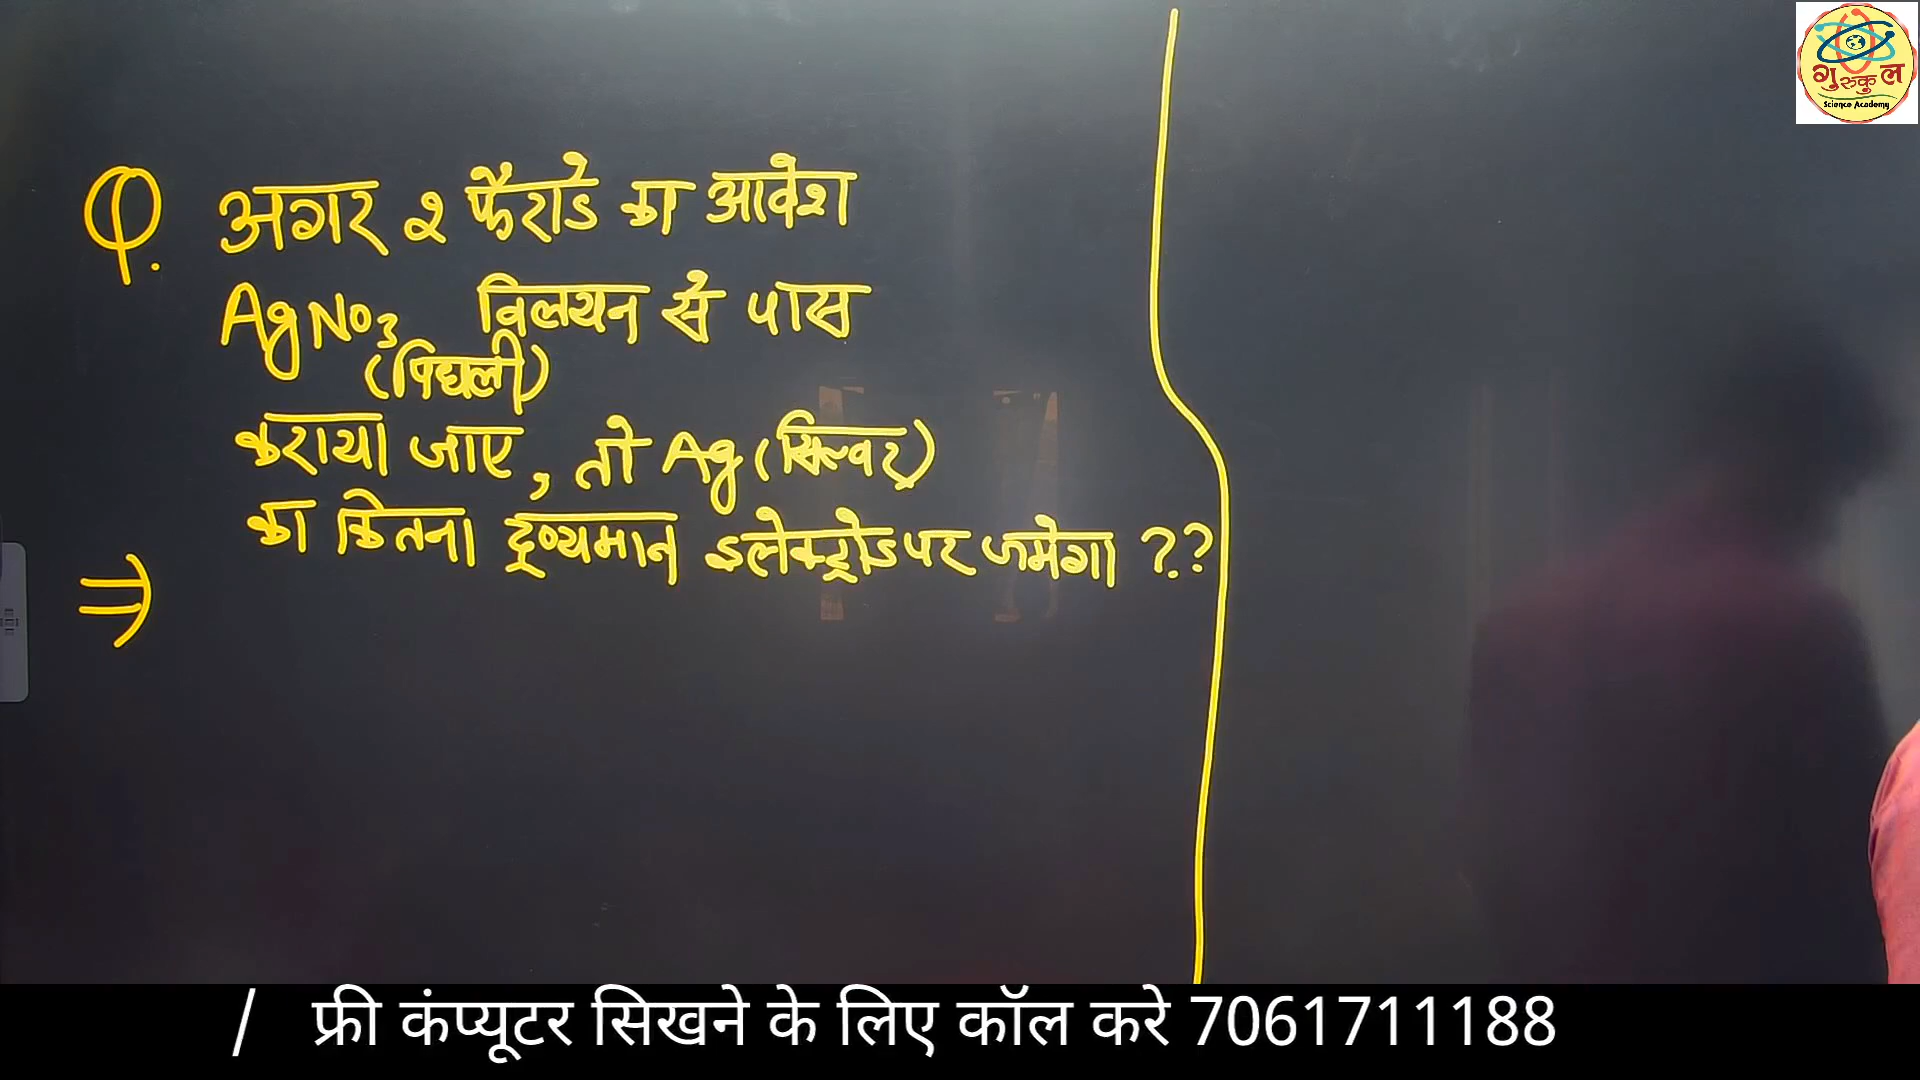 Q. अगर २ फैराडे का आवेश
AgNO3 विलयन से पास
(पिघली)
कराया जाए, तो Ag (सिल्वर)
का कितना द्रव्यमान इलेक्ट्रोड पर जमेगा ??
⇒
गुरुकुल
Science Academy
/ फ्री कंप्यूटर सिखने के लिए कॉल करे 7061711188